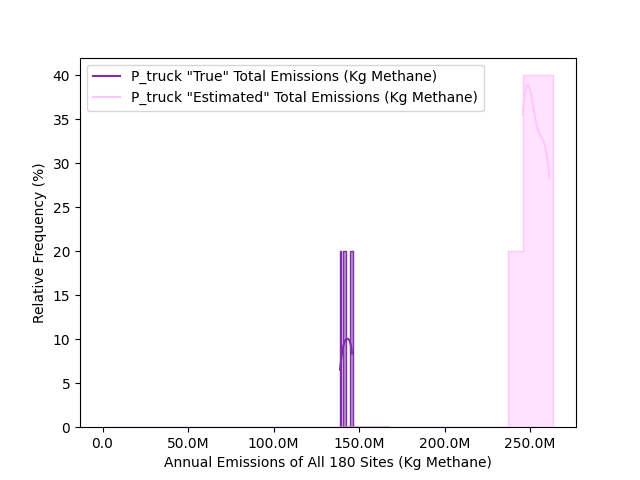 P_truck "True" Total Emissions (Kg Methane)
P_truck "Estimated" Total Emissions (Kg Methane)
40
35
30
25
20
15
10
5
0
Relative Frequency (%)
0.0 50.0M 100.0M 150.0M 200.0M 250.0M
Annual Emissions of All 180 Sites (Kg Methane)